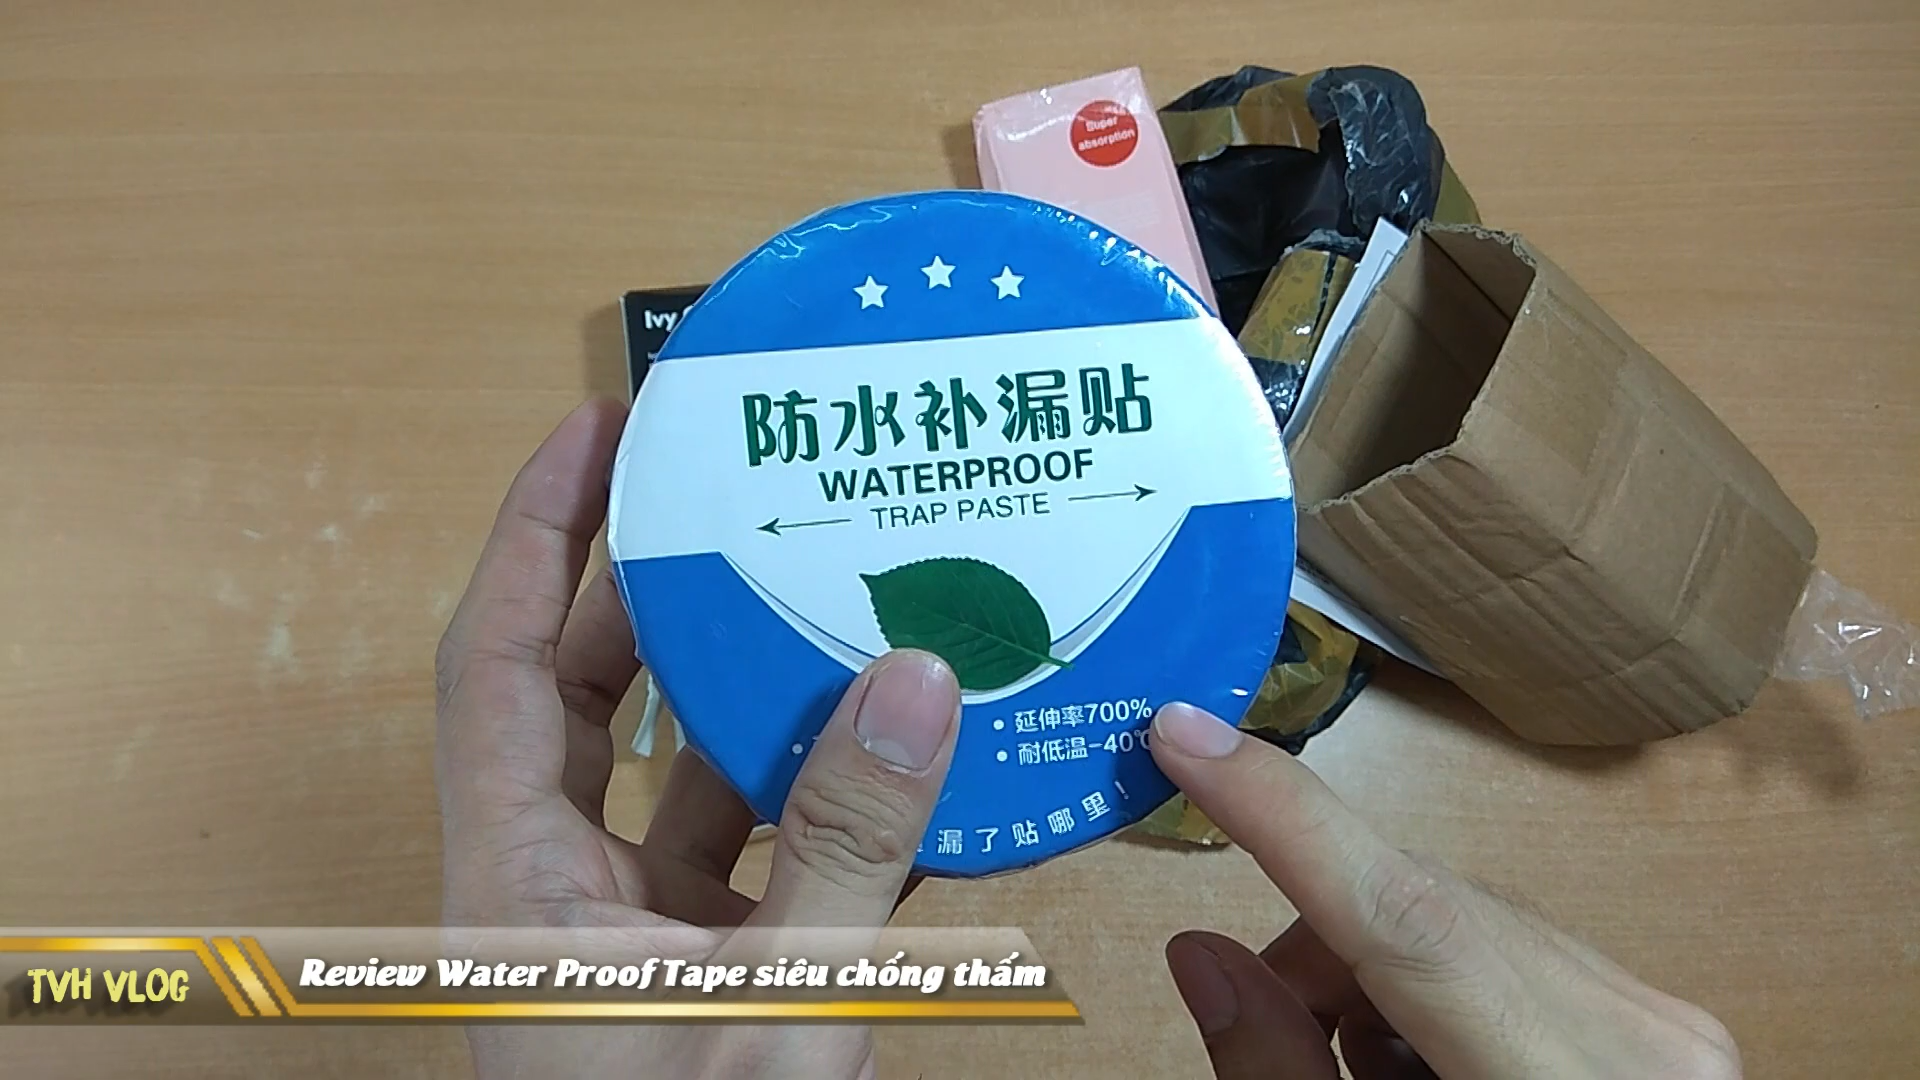 Super
absorption
Ivy
防水补漏贴
WATERPROOF
TRAP PASTE
• 延伸率700%
• 耐低温-40℃
漏了贴哪里！
TVH VLOG
Review Water Proof Tape siêu chống thấm